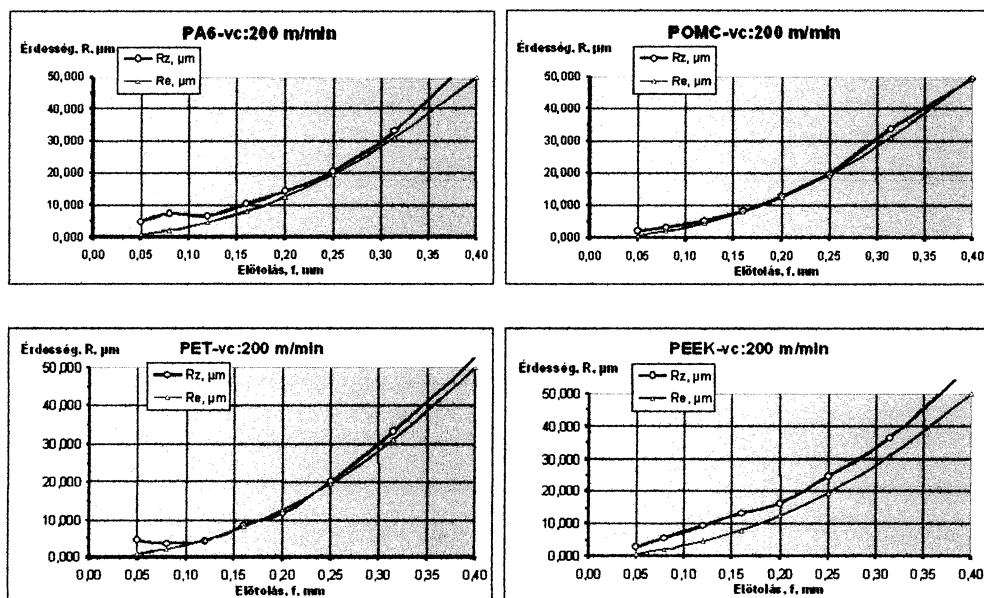 PA6-vc:200 m/min
Érdesség, R, µm
Rz, µm
Re, µm
50,000
40,000
30,000
20,000
10,000
0,000
0,00 0,05 0,10 0,15 0,20 0,25 0,30 0,35 0,40
Előtolás, f, mm
POMC-vc:200 m/min
Érdesség, R, µm
Rz, µm
Re, µm
50,000
40,000
30,000
20,000
10,000
0,000
0,00 0,05 0,10 0,15 0,20 0,25 0,30 0,35 0,40
Előtolás, f, mm
PET-vc:200 m/min
Érdesség, R, µm
Rz, µm
Re, µm
50,000
40,000
30,000
20,000
10,000
0,000
0,00 0,05 0,10 0,15 0,20 0,25 0,30 0,35 0,40
Előtolás, f, mm
PEEK-vc:200 m/min
Érdesség, R, µm
Rz, µm
Re, µm
50,000
40,000
30,000
20,000
10,000
0,000
0,00 0,05 0,10 0,15 0,20 0,25 0,30 0,35 0,40
Előtolás, f, mm